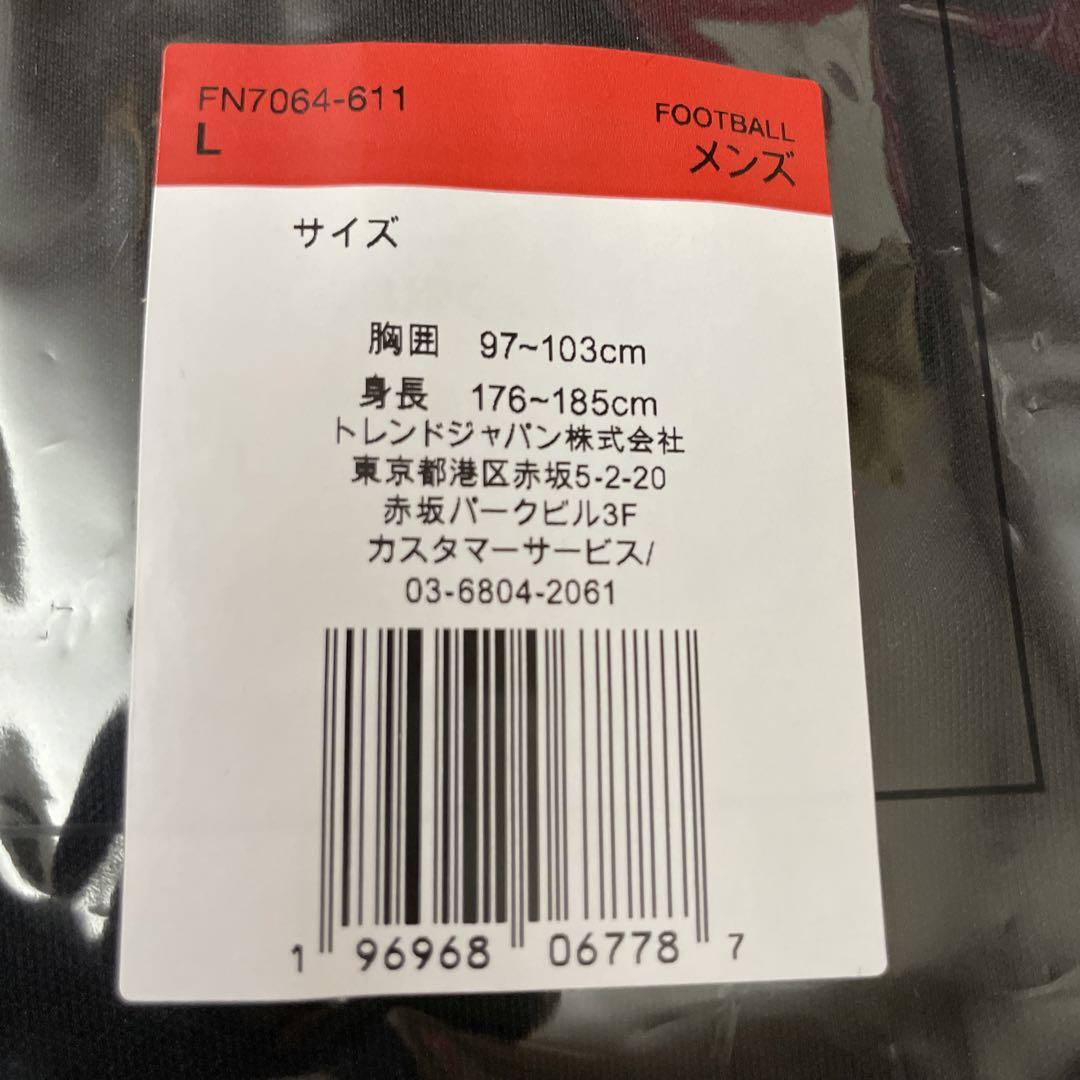 FN7064-611
L
FOOTBALL
メンズ
サイズ
胸囲 97~103cm
身長 176~185cm
トレンドジャパン株式会社
東京都港区赤坂5-2-20
赤坂パークビル3F
カスタマーサービス/
03-6804-2061
1 96968 06778 7